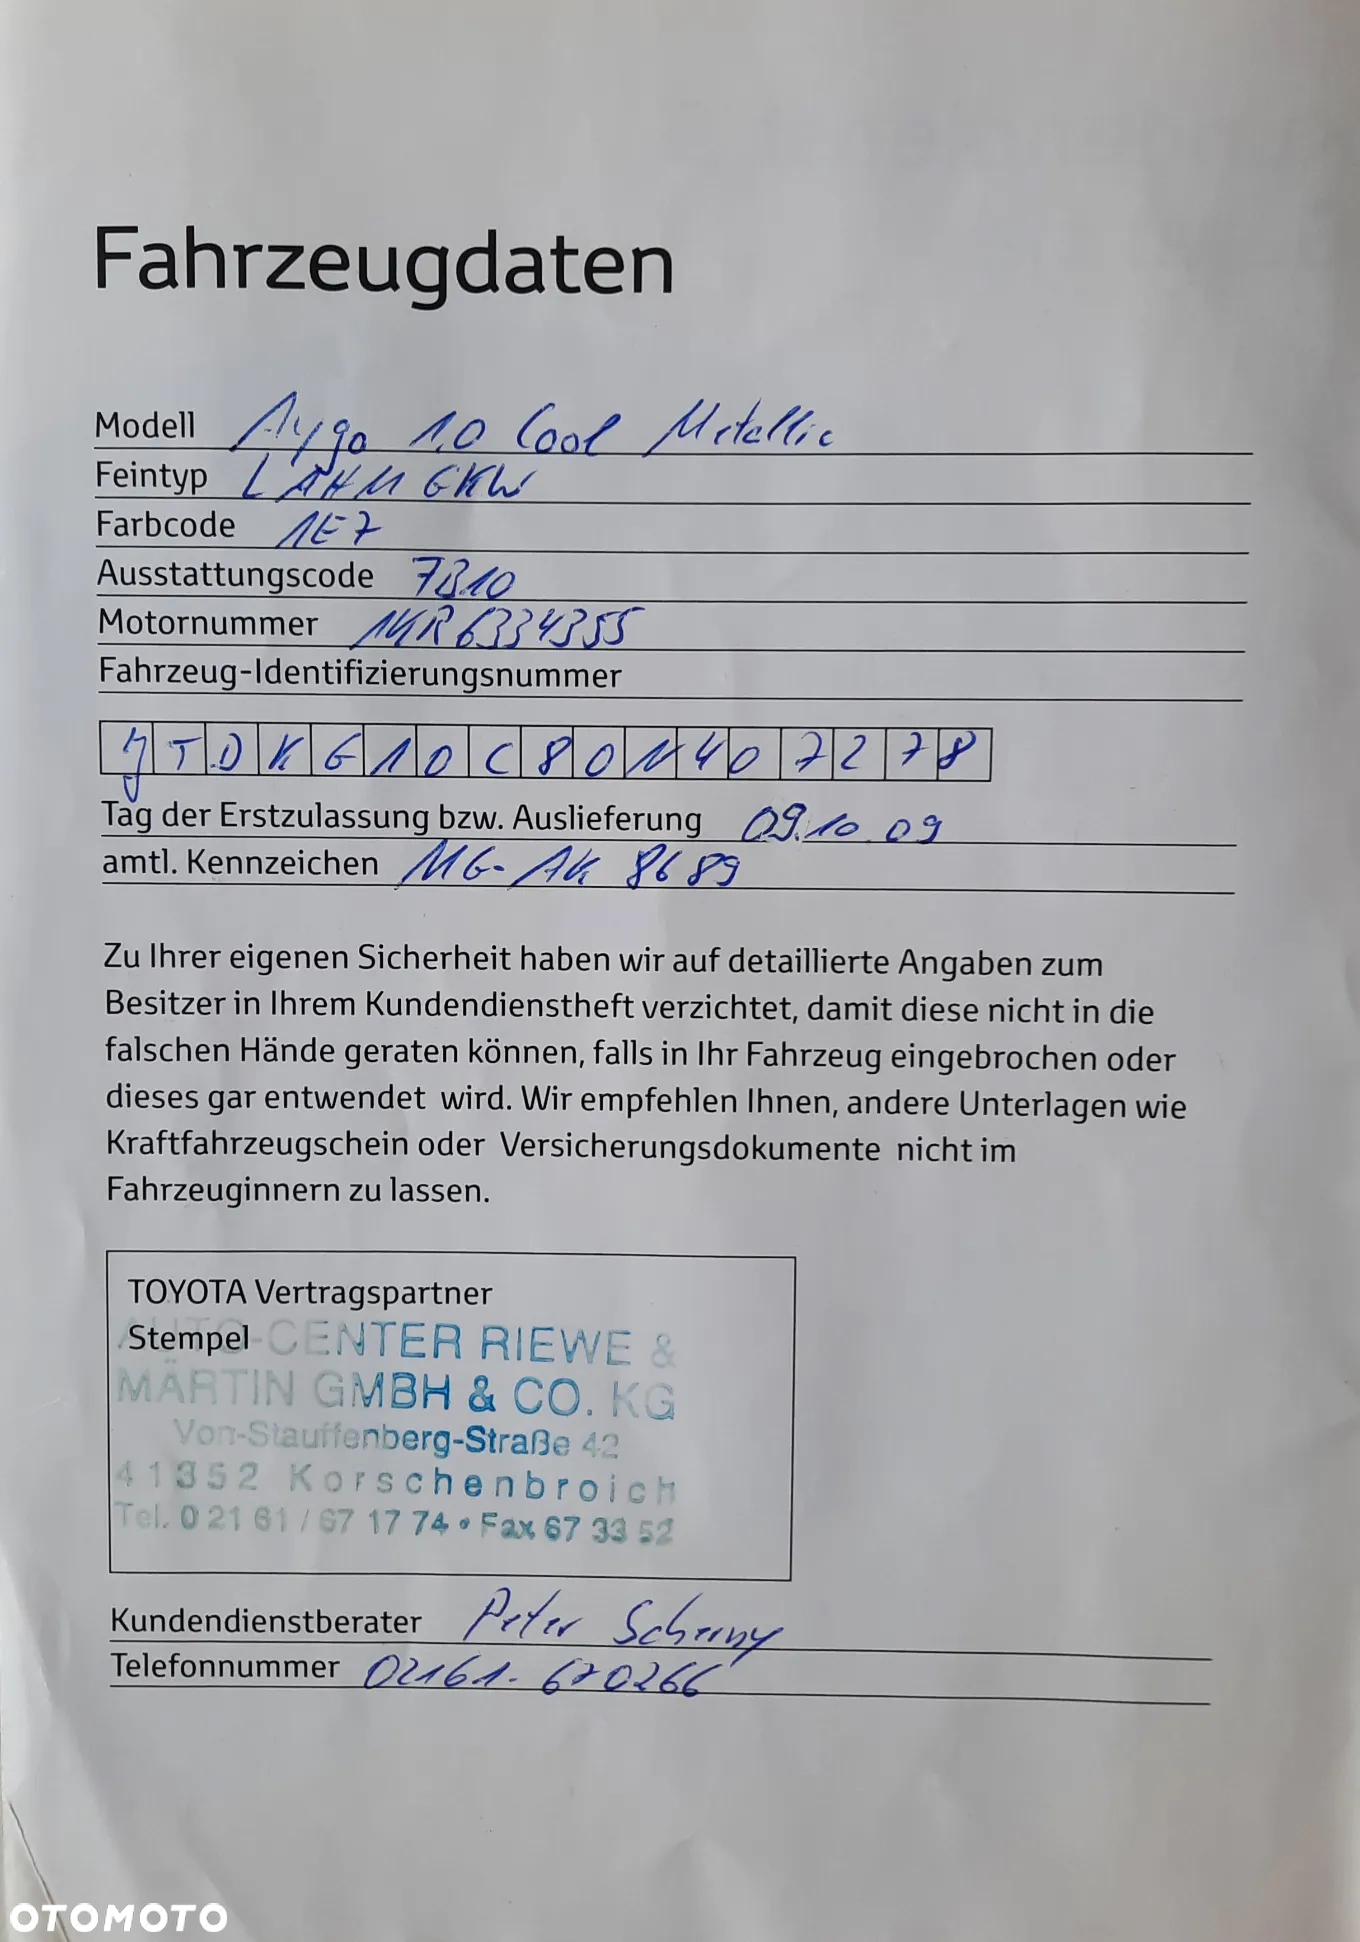 Fahrzeugdaten
Modell Aygo 1,0 Cool Metallic
Feintyp LAHMGKW
Farbcode 1E7
Ausstattungscode 7B10
Motornummer 1KR6334355
Fahrzeug-Identifizierungsnummer
JTDKG10C80N407278
Tag der Erstzulassung bzw. Auslieferung 09.10.09
amtl. Kennzeichen MG-AK 8689
Zu Ihrer eigenen Sicherheit haben wir auf detaillierte Angaben zum
Besitzer in Ihrem Kundendienstheft verzichtet, damit diese nicht in die
falschen Hände geraten können, falls in Ihr Fahrzeug eingebrochen oder
dieses gar entwendet wird. Wir empfehlen Ihnen, andere Unterlagen wie
Kraftfahrzeugschein oder Versicherungsdokumente nicht im
Fahrzeuginnern zu lassen.
TOYOTA Vertragspartner
Stempel
AUTO-CENTER RIEWE &
MARTIN GMBH & CO. KG
Von-Stauffenberg-Straße 42
41352 Korschenbroich
Tel. 0 21 61 / 67 17 74 • Fax 67 33 52
Kundendienstberater Peter
Telefonnummer 02161-670266
OTOMOTO